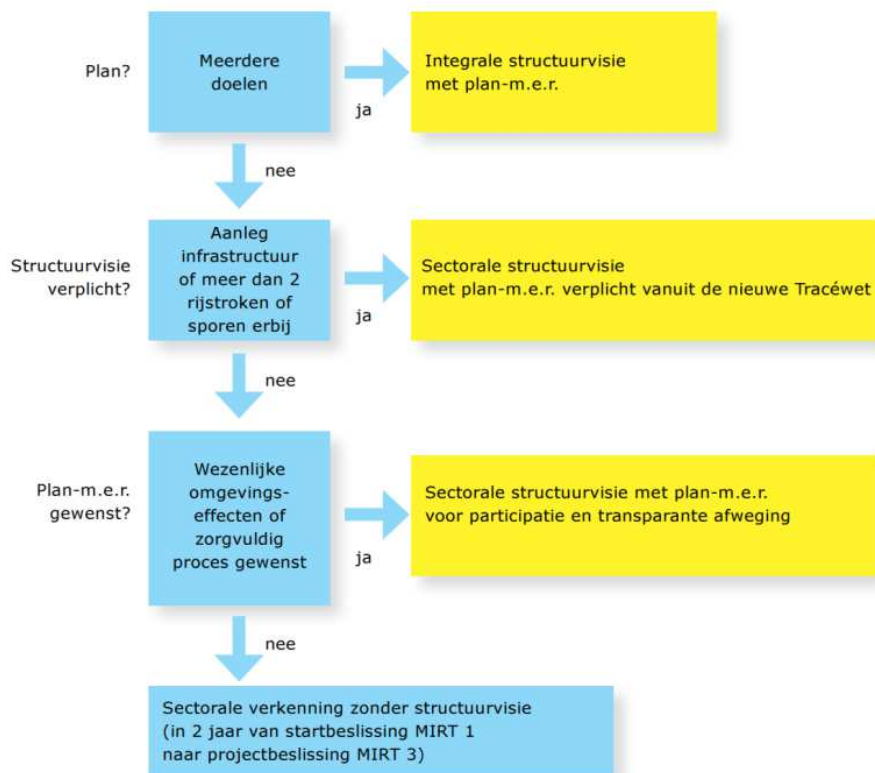 Plan?
Meerdere
doelen
ja
Integrale structuurvisie
met plan-m.e.r.
nee
Structuurvisie
verplicht?
Aanleg
infrastructuur
of meer dan 2
rijstroken of
sporen erbij
ja
Sectorale structuurvisie
met plan-m.e.r. verplicht vanuit de nieuwe Tracéwet
nee
Plan-m.e.r.
gewenst?
Wezenlijke
omgevings-
effecten of
zorgvuldig
proces gewenst
ja
Sectorale structuurvisie met plan-m.e.r.
voor participatie en transparante afweging
nee
Sectorale verkenning zonder structuurvisie
(in 2 jaar van startbeslissing MIRT 1
naar projectbeslissing MIRT 3)